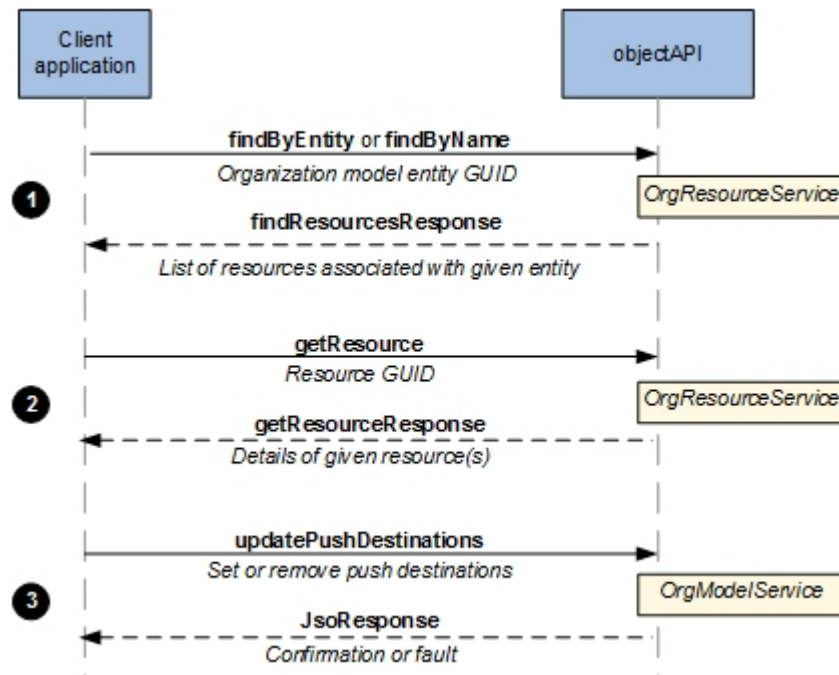 Client
application
objectAPI
findByEntity or findByName
Organization model entity GUID
1
OrgResourceService
findResourcesResponse
List of resources associated with given entity
getResource
Resource GUID
2
OrgResourceService
getResourceResponse
Details of given resource(s)
updatePushDestinations
Set or remove push destinations
3
OrgModelService
JsoResponse
Confirmation or fault